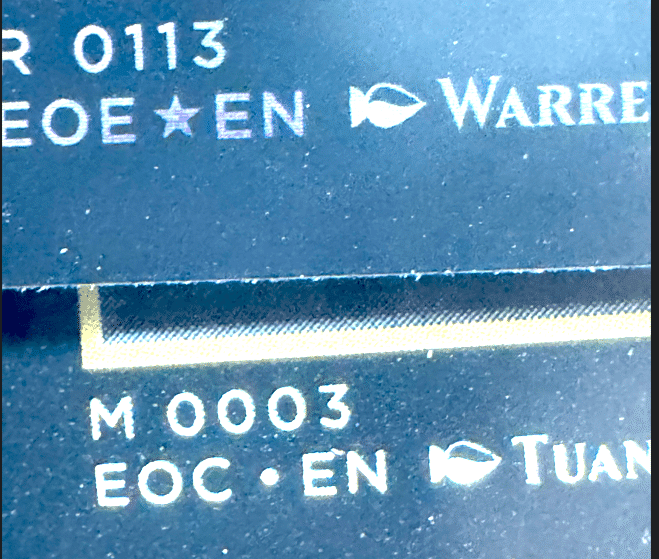 R 0113
EOE★EN WARRE
M 0003
EOC • EN TUAN